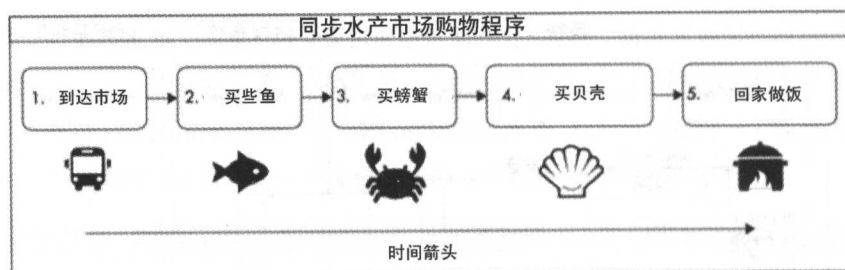 同步水产市场购物程序
1. 到达市场
2. 买些鱼
3. 买螃蟹
4. 买贝壳
5. 回家做饭
时间箭头